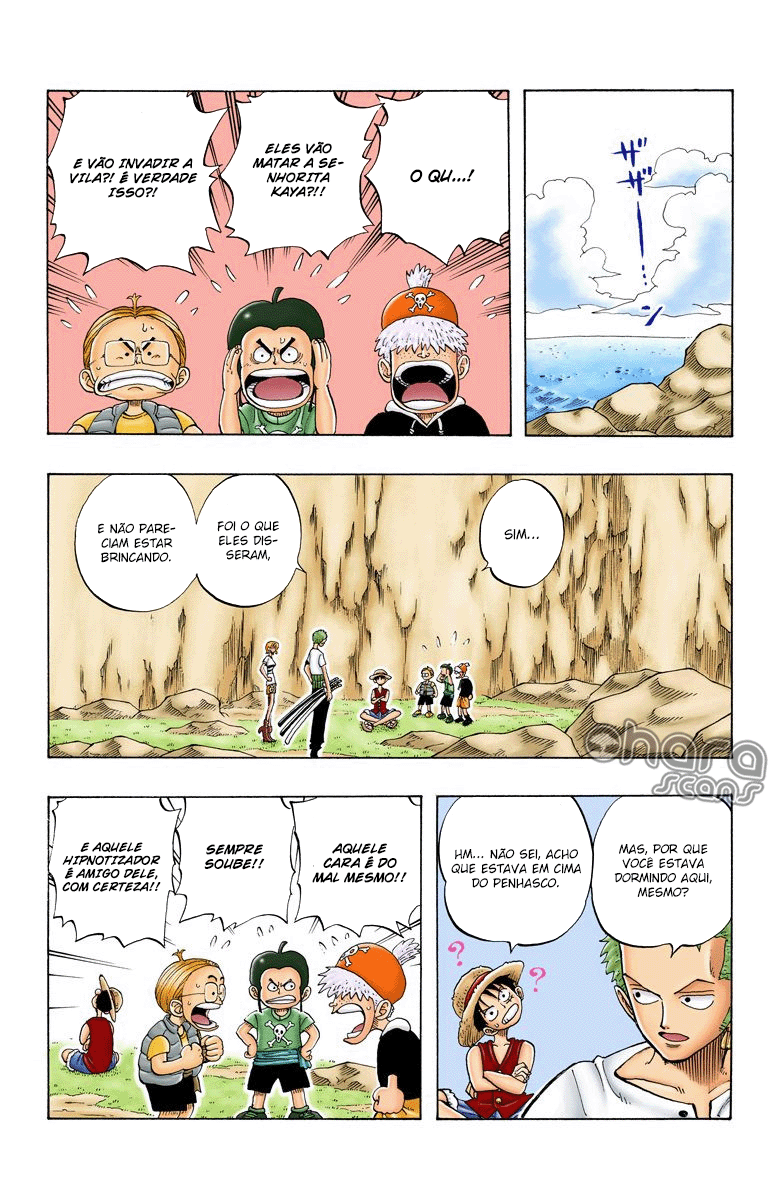 ザザーン
O QU...!
ELES VÃO
MATAR A SE-
NHORITA
KAYA?!!
E VÃO INVADIR A
VILA?! É VERDADE
ISSO?!
SIM...
FOI O QUE
ELES DIS-
SERAM,
E NÃO PARE-
CIAM ESTAR
BRINCANDO.
Ohara
scans
MAS, POR QUE
VOCÊ ESTAVA
DORMINDO AQUI,
MESMO?
HM... NÃO SEI, ACHO
QUE ESTAVA EM CIMA
DO PENHASCO.
? ?
AQUELE
CARA É DO
MAL MESMO!!
SEMPRE
SOUBE!!
E AQUELE
HIPNOTIZADOR
É AMIGO DELE,
COM CERTEZA!!